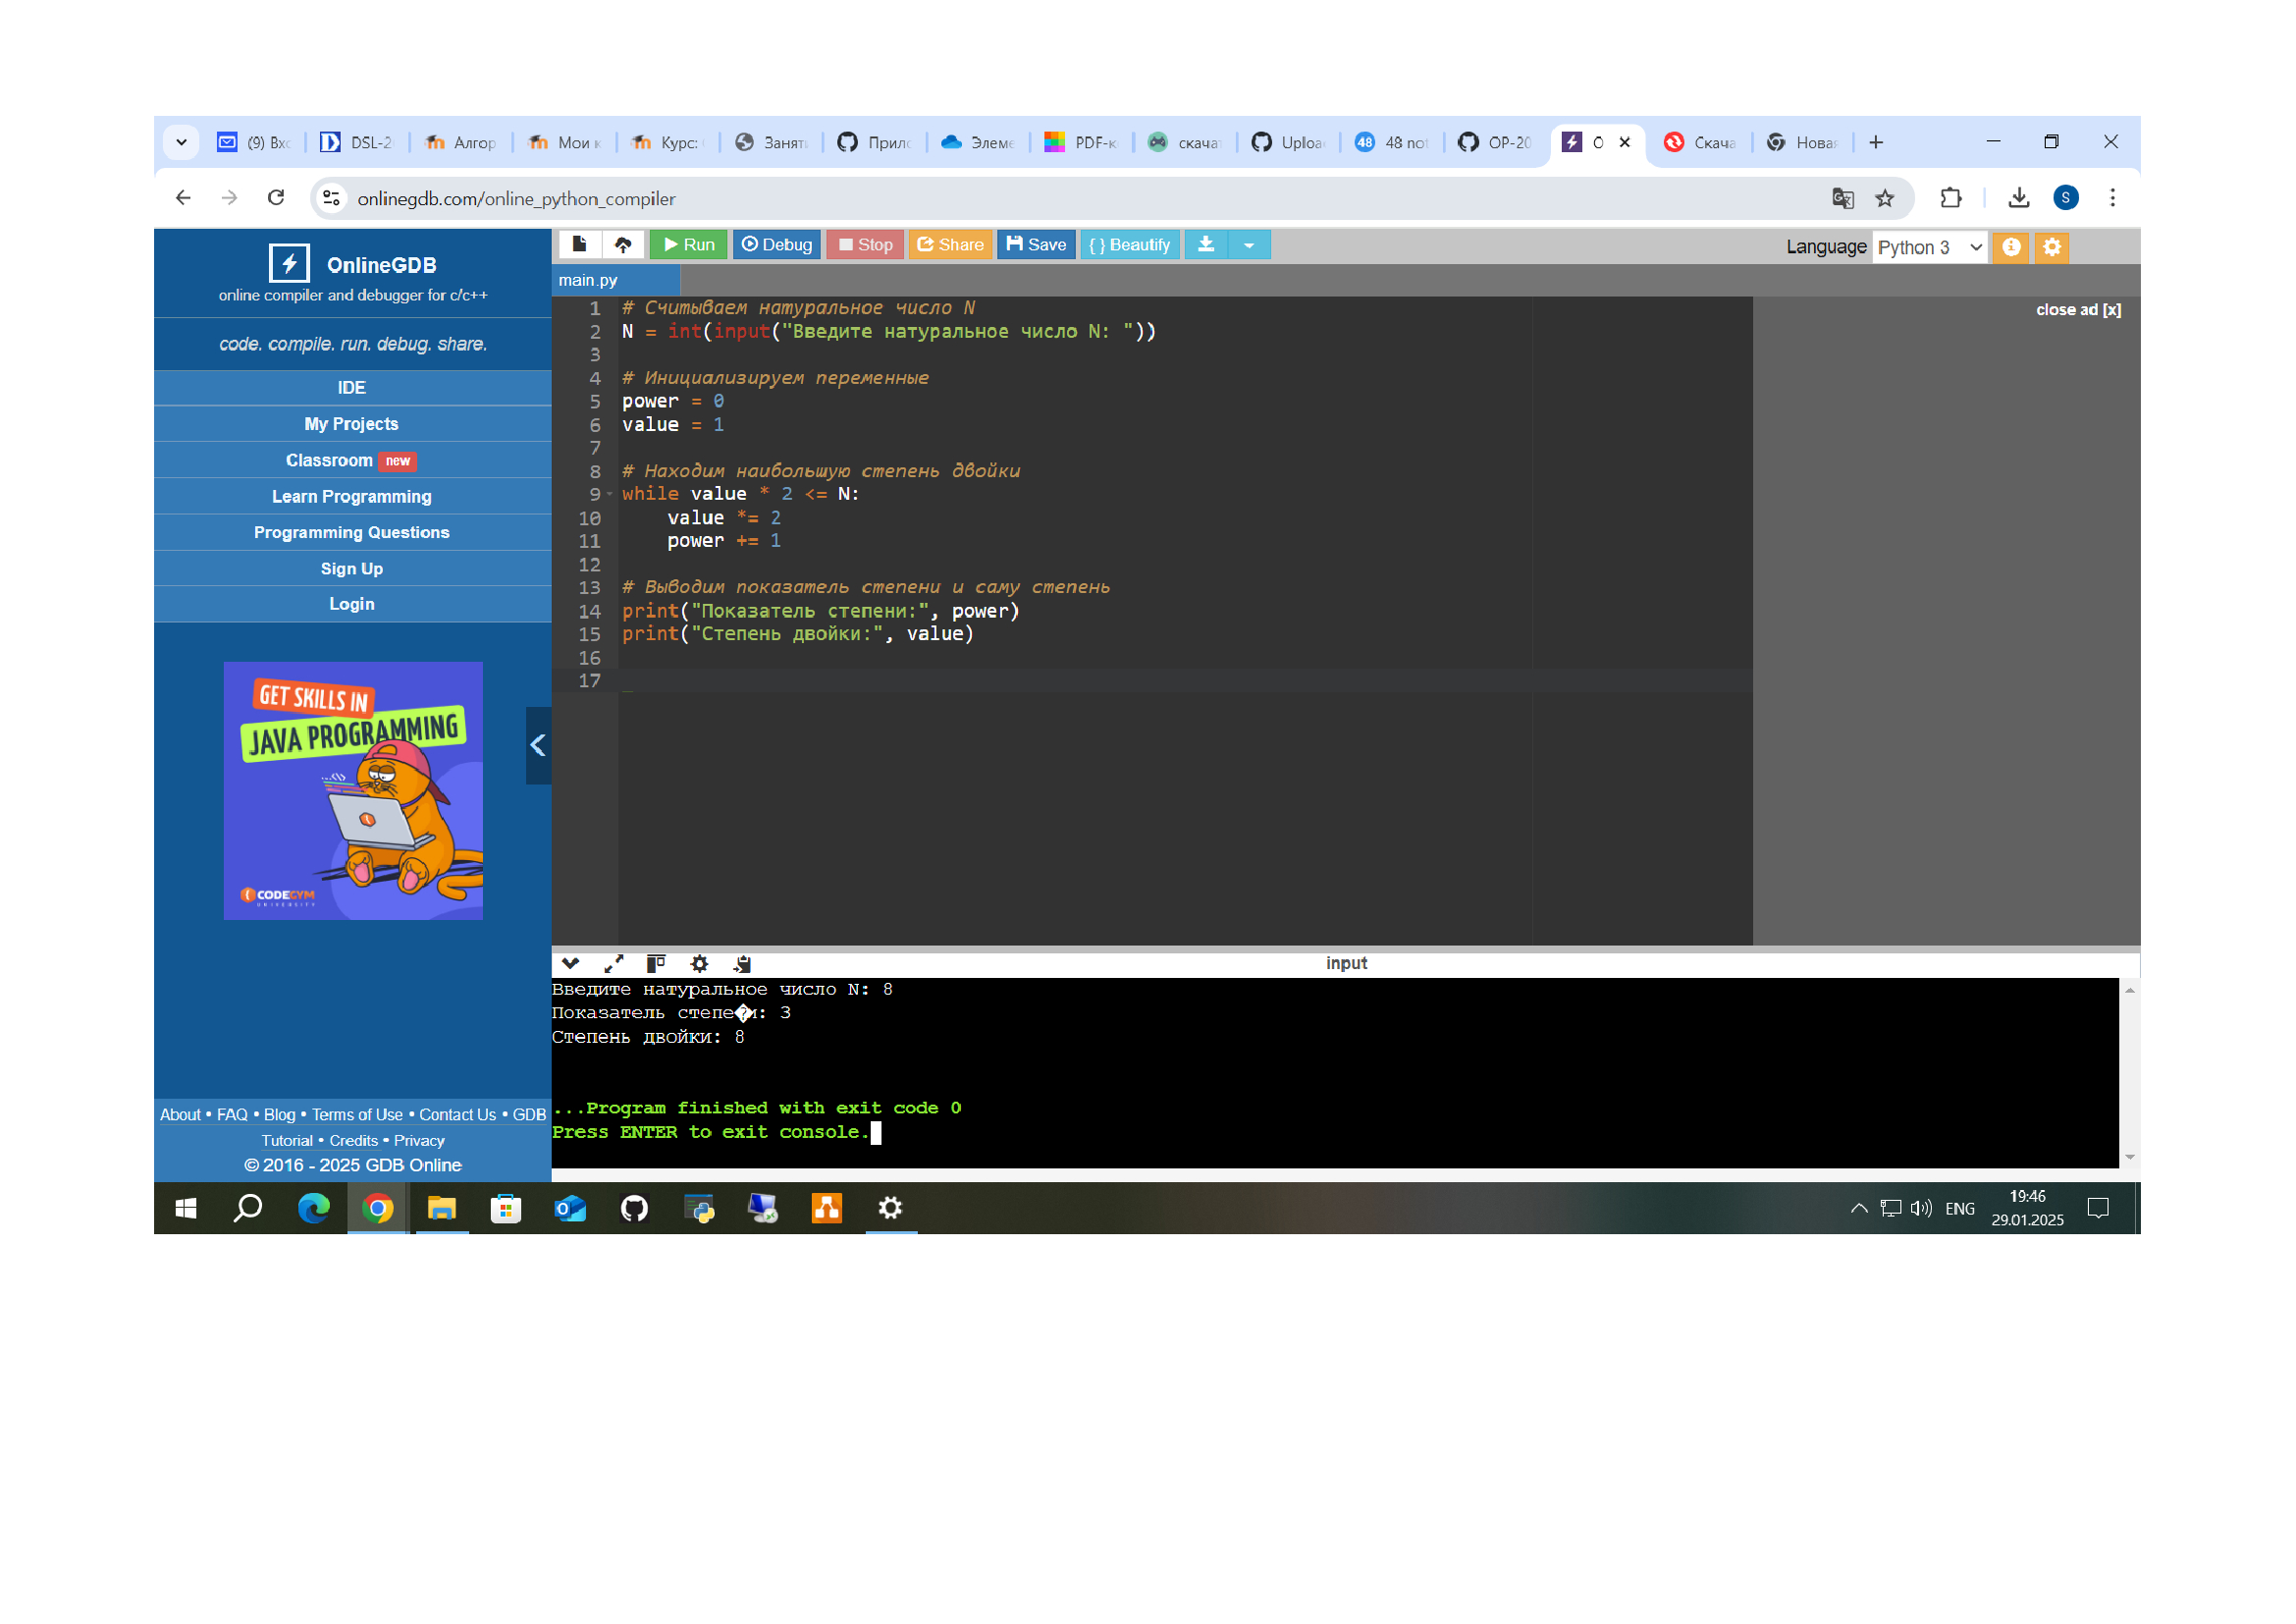 (9) Вхо
DSL-2
Алгор
Мои к
Курс:
Занят
Прило
Элеме
PDF-к
скачат
Uploa
48 not
OP-20
O
Скача
Новая
onlinegdb.com/online_python_compiler
S
OnlineGDB
online compiler and debugger for c/c++
code. compile. run. debug. share.
IDE
My Projects
Classroom new
Learn Programming
Programming Questions
Sign Up
Login
GET SKILLS IN
JAVA PROGRAMMING
CODEGYM
UNIVERSITY
About • FAQ • Blog • Terms of Use • Contact Us • GDB
Tutorial • Credits • Privacy
© 2016 - 2025 GDB Online
Run Debug Stop Share Save { } Beautify
Language Python 3
main.py
close ad [x]
1 # Считываем натуральное число N
2 N = int(input("Введите натуральное число N: "))
3
4 # Инициализируем переменные
5 power = 0
6 value = 1
7
8 # Находим наибольшую степень двойки
9 while value * 2 <= N:
10 value *= 2
11 power += 1
12
13 # Выводим показатель степени и саму степень
14 print("Показатель степени:", power)
15 print("Степень двойки:", value)
16
17
input
Введите натуральное число N: 8
Показатель степе�и: 3
Степень двойки: 8
...Program finished with exit code 0
Press ENTER to exit console.
ENG
19:46
29.01.2025